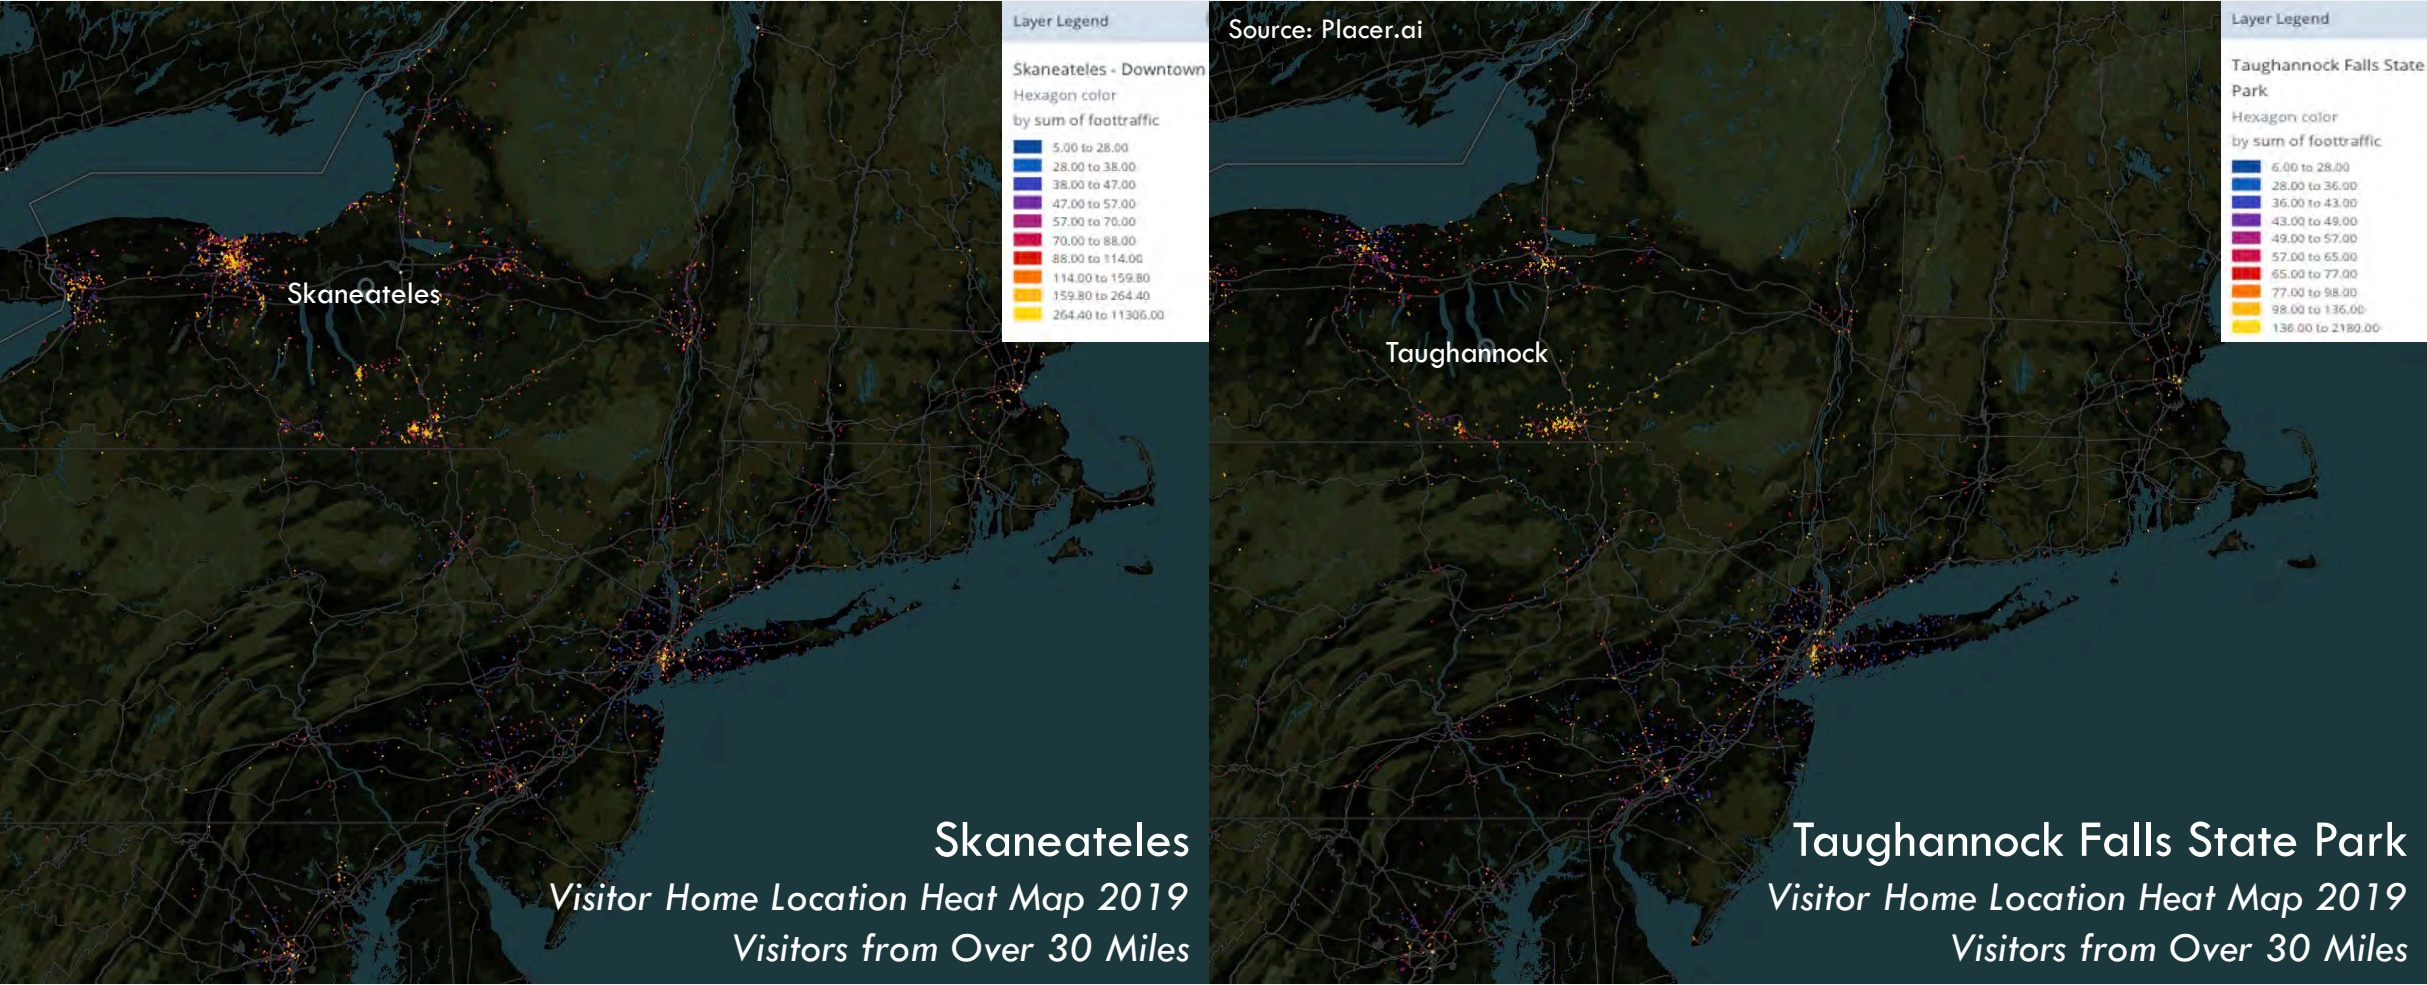 Layer Legend
Skaneateles - Downtown
Hexagon color
by sum of foottraffic
5.00 to 28.00
28.00 to 38.00
38.00 to 47.00
47.00 to 57.00
57.00 to 70.00
70.00 to 88.00
88.00 to 114.00
114.00 to 159.80
159.80 to 264.40
264.40 to 11306.00
Skaneateles
Skaneateles
Visitor Home Location Heat Map 2019
Visitors from Over 30 Miles
Source: Placer.ai
Layer Legend
Taughannock Falls State
Park
Hexagon color
by sum of foottraffic
6.00 to 28.00
28.00 to 36.00
36.00 to 43.00
43.00 to 49.00
49.00 to 57.00
57.00 to 65.00
65.00 to 77.00
77.00 to 98.00
98.00 to 136.00
136.00 to 2180.00
Taughannock
Taughannock Falls State Park
Visitor Home Location Heat Map 2019
Visitors from Over 30 Miles